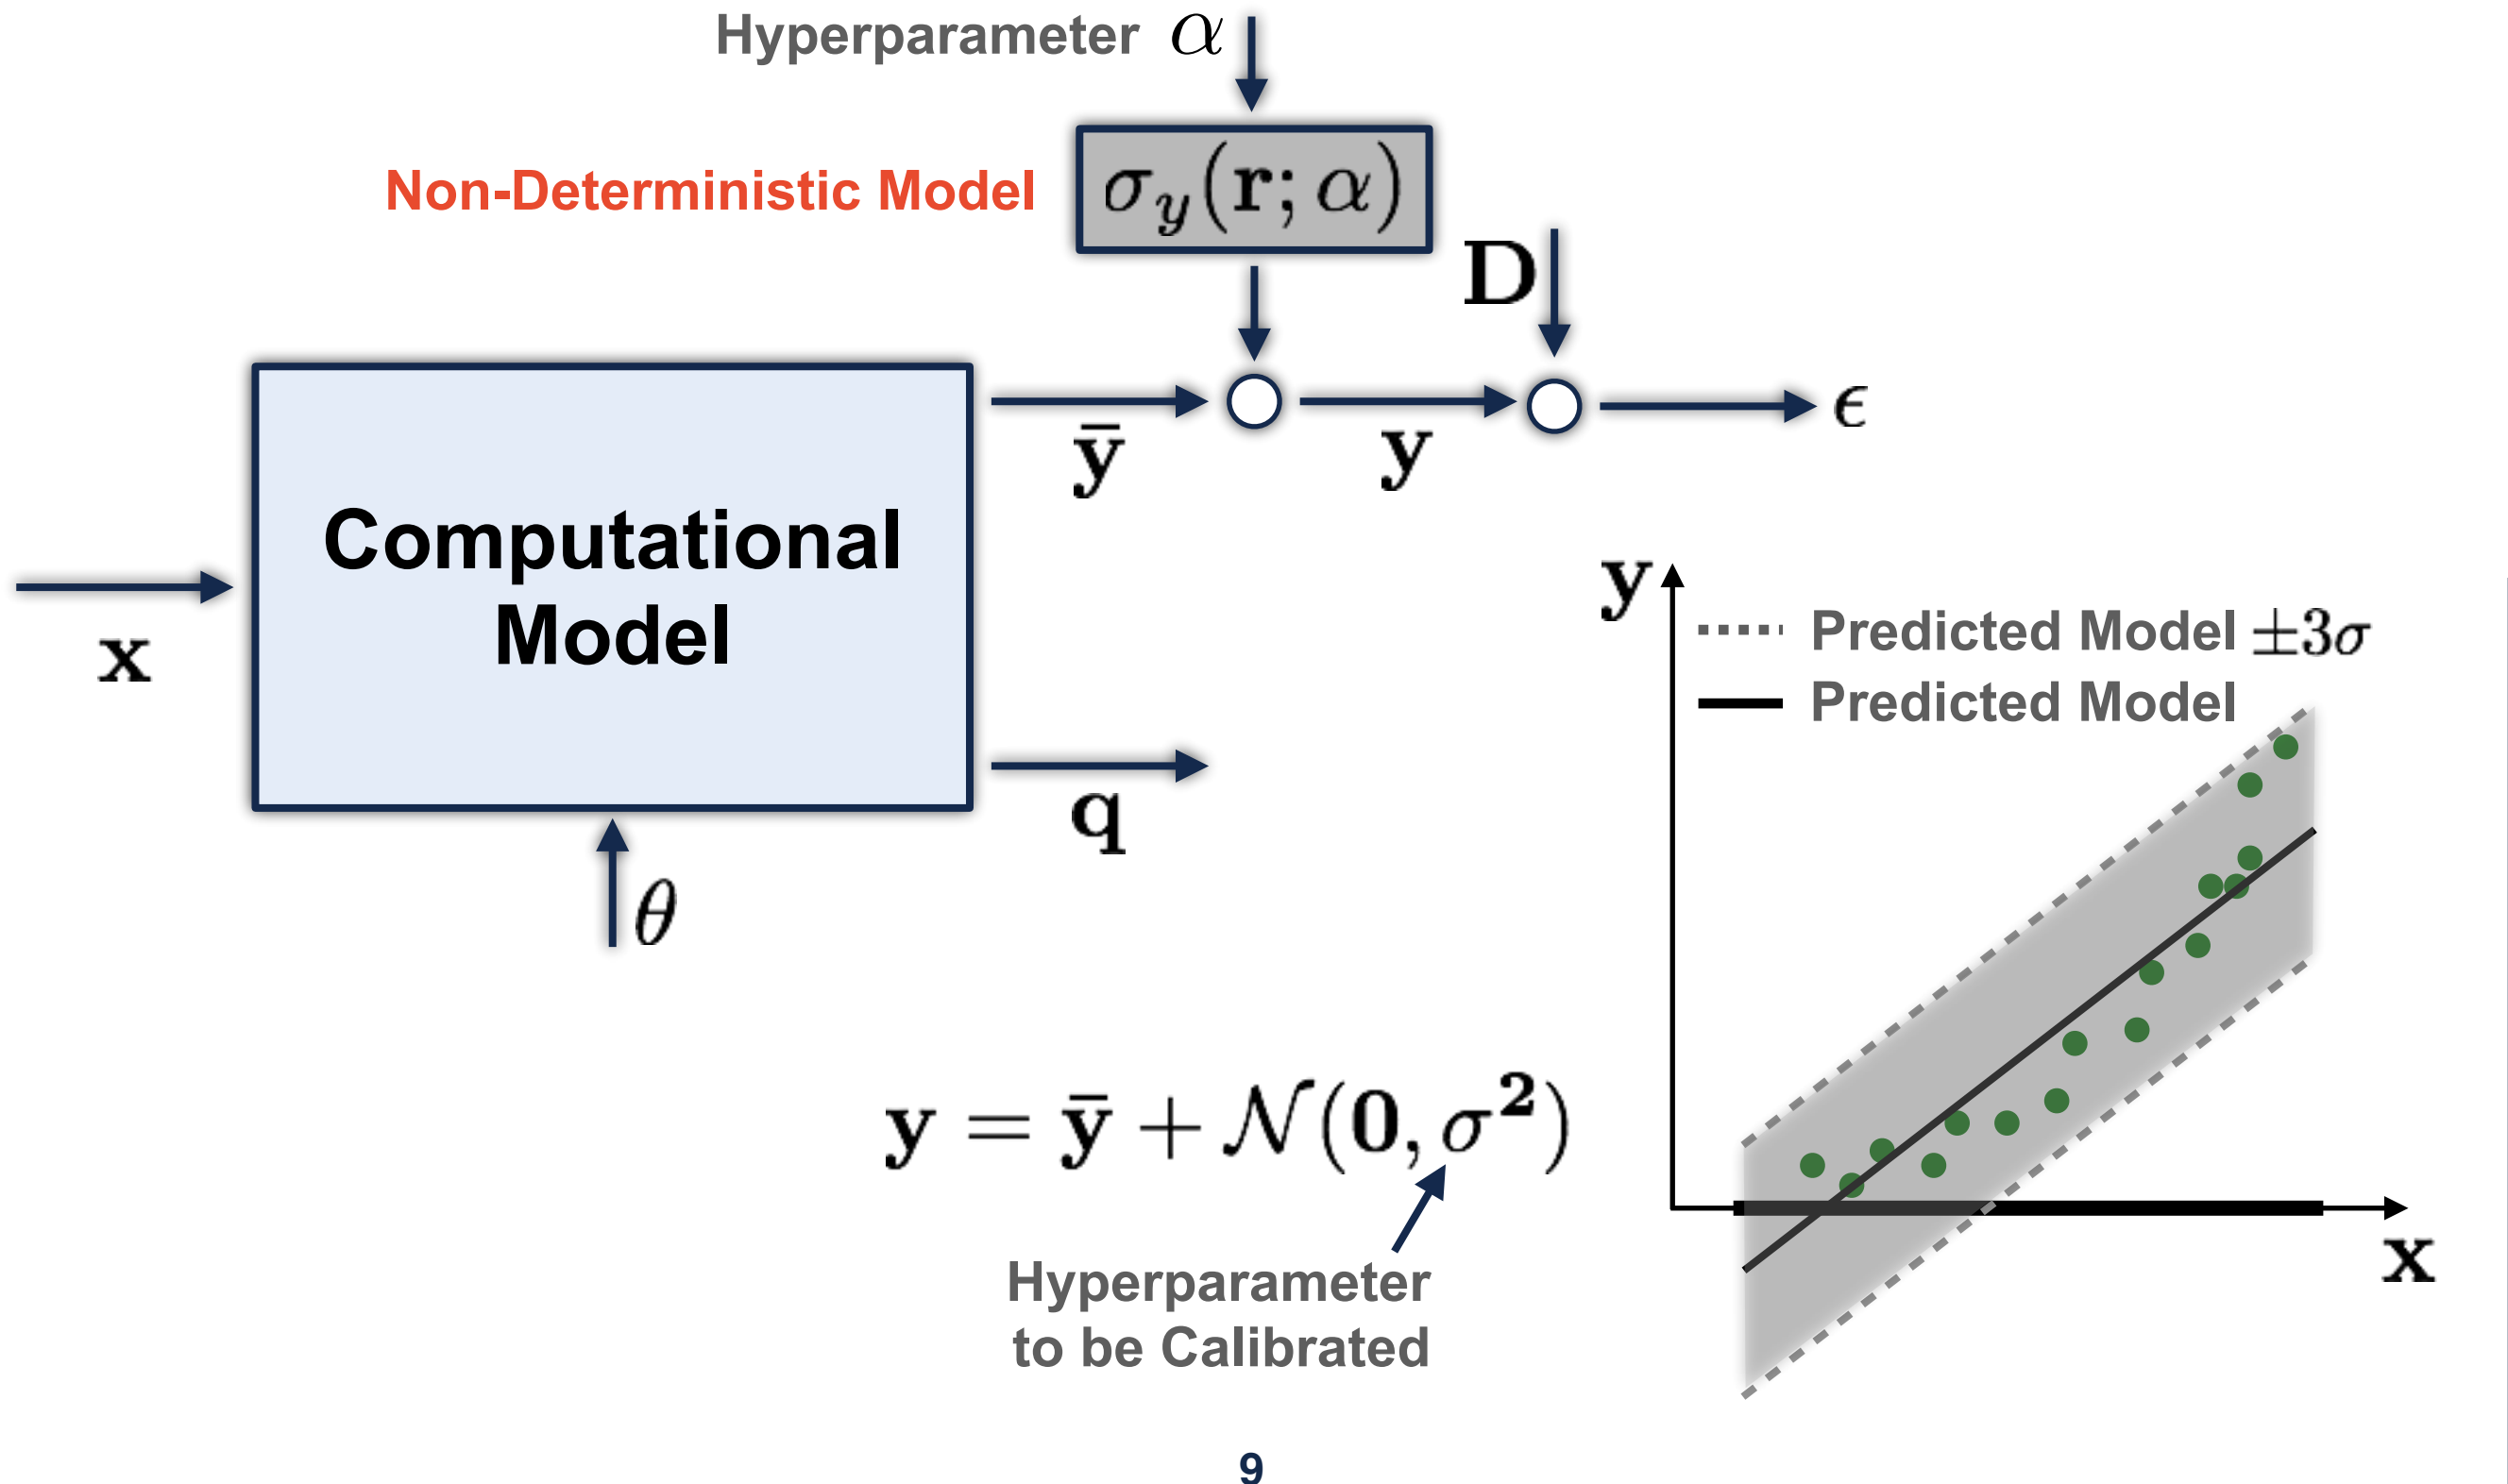 Hyperparameter α
Non-Deterministic Model
σ_y(r; α)
D
ȳ
y
ϵ
Computational
Model
x
q
θ
y
Predicted Model ±3σ
Predicted Model
x
y = ȳ + 𝒩(0, σ²)
Hyperparameter
to be Calibrated
9